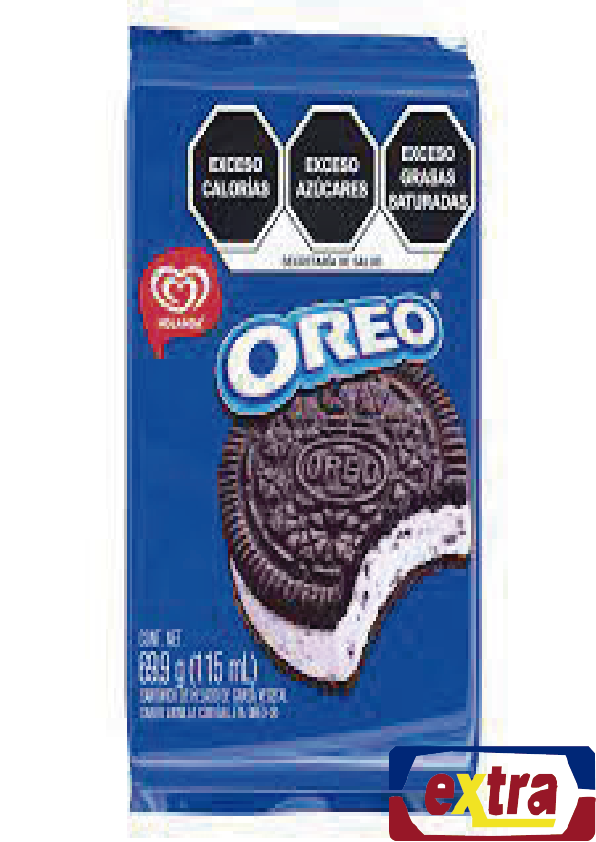 EXCESO
CALORÍAS
EXCESO
AZÚCARES
EXCESO
GRASAS
SATURADAS
SECRETARÍA DE SALUD
HOLANDA
OREO
OREO
CONT. NET
69.9 g (115 mL)
extra